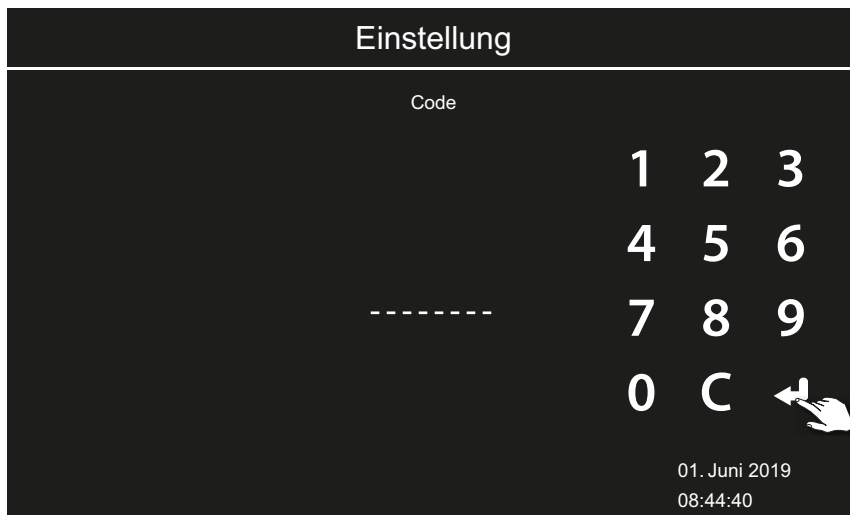 Einstellung
Code
1 2 3
4 5 6
--------
7 8 9
0 C
01. Juni 2019
08:44:40